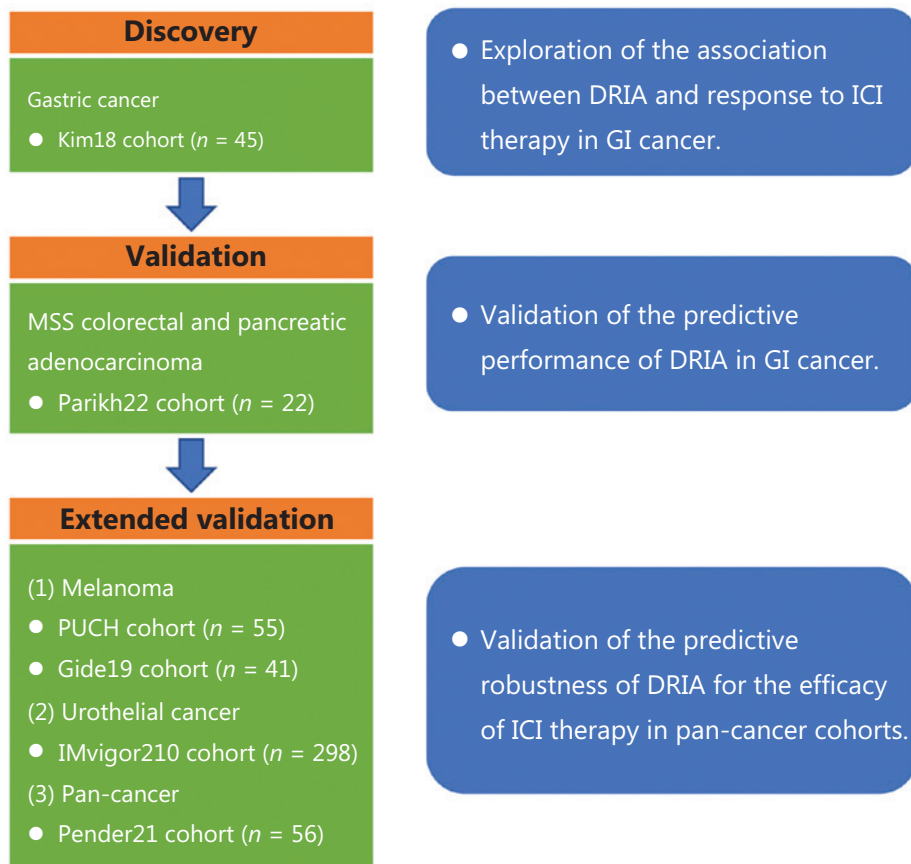 Discovery
Gastric cancer
● Kim18 cohort (n = 45)
● Exploration of the association
between DRIA and response to ICI
therapy in GI cancer.
Validation
MSS colorectal and pancreatic
adenocarcinoma
● Parikh22 cohort (n = 22)
● Validation of the predictive
performance of DRIA in GI cancer.
Extended validation
(1) Melanoma
● PUCH cohort (n = 55)
● Gide19 cohort (n = 41)
(2) Urothelial cancer
● IMvigor210 cohort (n = 298)
(3) Pan-cancer
● Pender21 cohort (n = 56)
● Validation of the predictive
robustness of DRIA for the efficacy
of ICI therapy in pan-cancer cohorts.